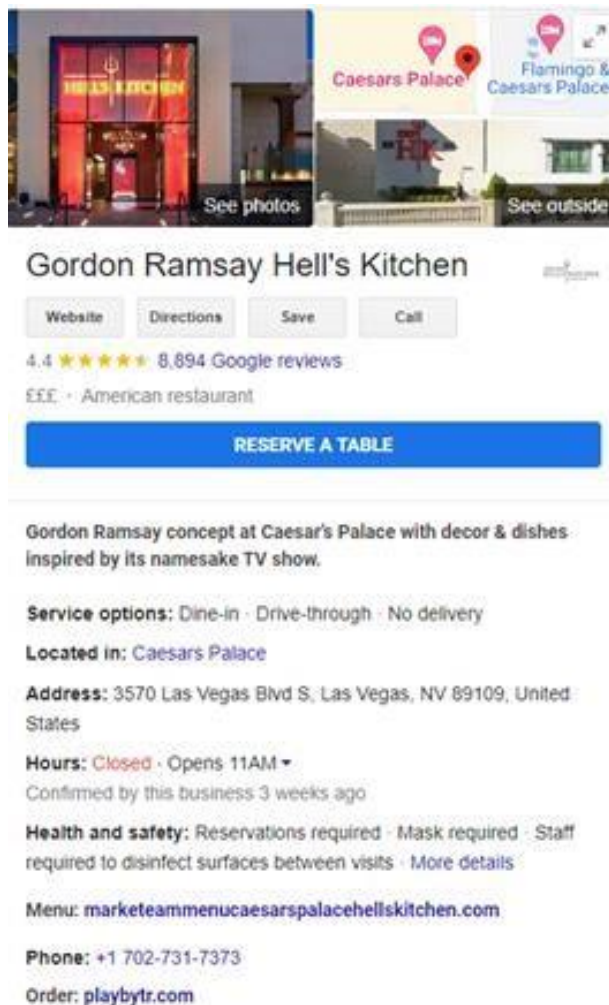 HELL'S KITCHEN
See photos
Caesars Palace
Flamingo &
Caesars Palace
HK
See outside
Gordon Ramsay Hell's Kitchen
Website Directions Save Call
4.4 8,894 Google reviews
£££ · American restaurant
RESERVE A TABLE
Gordon Ramsay concept at Caesar's Palace with decor & dishes
inspired by its namesake TV show.
Service options: Dine-in · Drive-through · No delivery
Located in: Caesars Palace
Address: 3570 Las Vegas Blvd S, Las Vegas, NV 89109, United
States
Hours: Closed · Opens 11AM
Confirmed by this business 3 weeks ago
Health and safety: Reservations required · Mask required · Staff
required to disinfect surfaces between visits · More details
Menu: marketeammenucaesarspalacehellskitchen.com
Phone: +1 702-731-7373
Order: playbytr.com